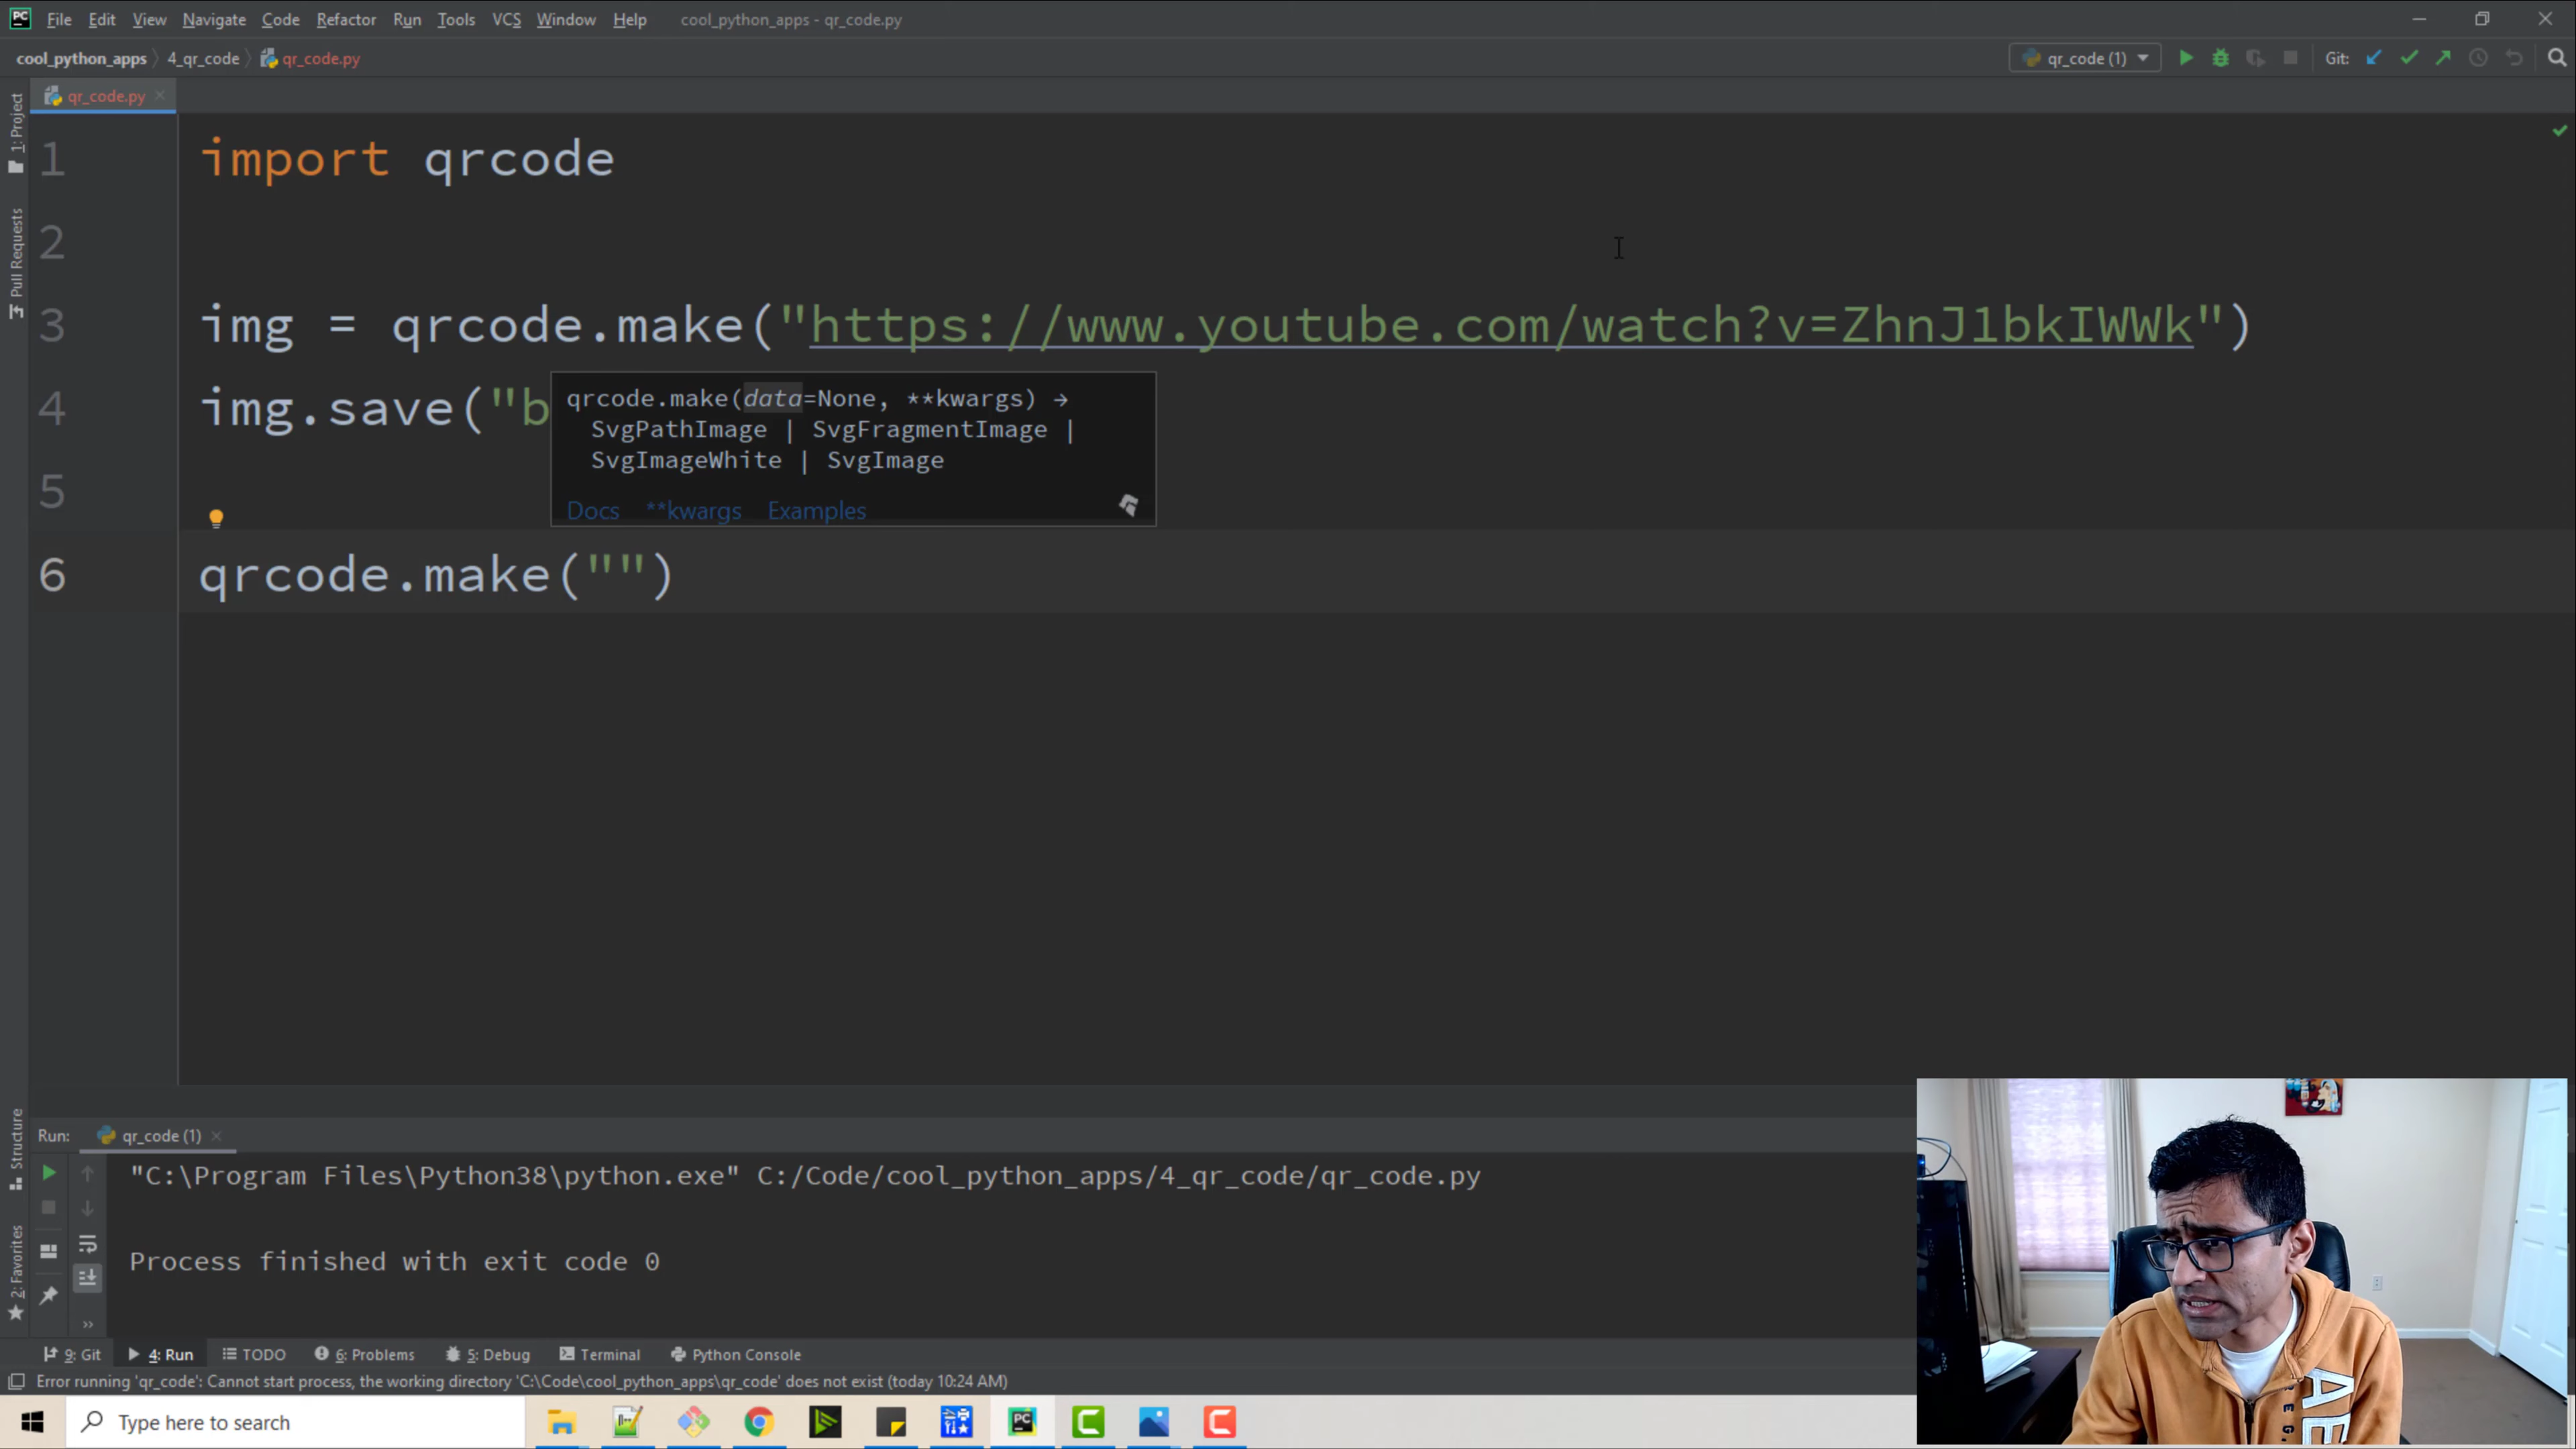 File Edit View Navigate Code Refactor Run Tools VCS Window Help cool_python_apps - qr_code.py
cool_python_apps 4_qr_code qr_code.py qr_code (1) Git:
qr_code.py
1: Project
Pull Requests
1 import qrcode
2
3 img = qrcode.make("https://www.youtube.com/watch?v=ZhnJ1bkIWWk")
4 img.save("b
qrcode.make(data=None, **kwargs) →
SvgPathImage | SvgFragmentImage |
SvgImageWhite | SvgImage
Docs **kwargs Examples
5
6 qrcode.make("")
Structure
2: Favorites
Run: qr_code (1)
"C:\Program Files\Python38\python.exe" C:/Code/cool_python_apps/4_qr_code/qr_code.py
Process finished with exit code 0
9: Git 4: Run TODO 6: Problems 5: Debug Terminal Python Console
Error running 'qr_code': Cannot start process, the working directory 'C:\Code\cool_python_apps\qr_code' does not exist (today 10:24 AM)
Type here to search